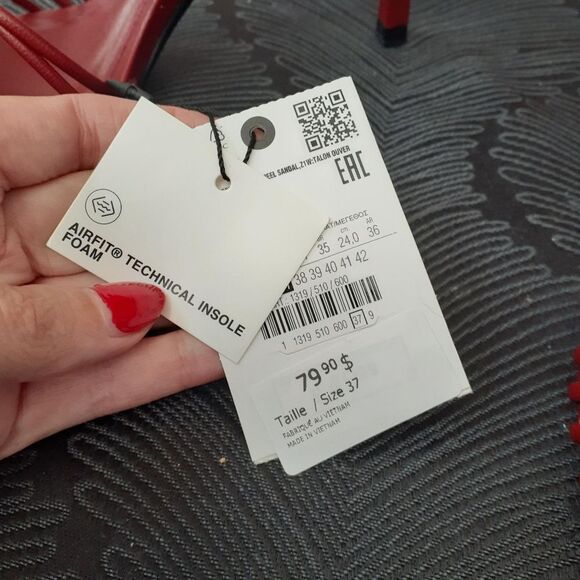 AIRFIT® TECHNICAL INSOLE
FOAM
HEEL SANDAL.Z1W:TALON OUVER
EAC
/ΜΕΓΕΘΟΣ
cm AR
35 24,0 36
38 39 40 41 42
1319/510/600
1 1319 510 600 37 9
79.90 $
Taille / Size 37
FABRIQUÉ AU VIETNAM
MADE IN VIETNAM